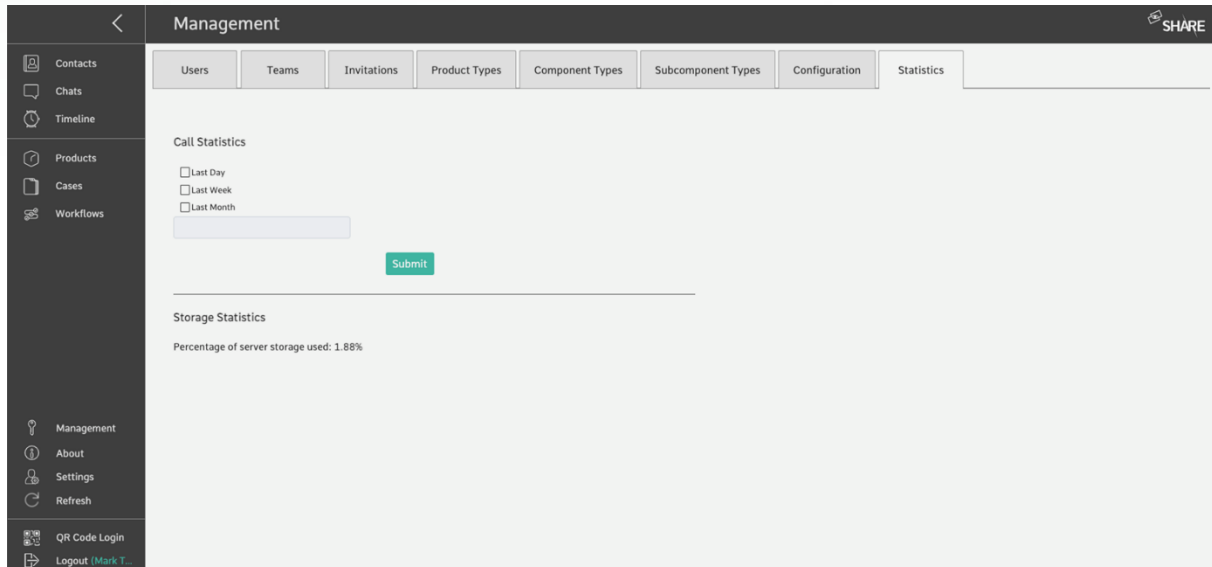 Management
SHARE
Contacts
Chats
Timeline
Products
Cases
Workflows
Management
About
Settings
Refresh
QR Code Login
Logout (Mark T...
Users Teams Invitations Product Types Component Types Subcomponent Types Configuration Statistics
Call Statistics
Last Day
Last Week
Last Month
Submit
Storage Statistics
Percentage of server storage used: 1.88%